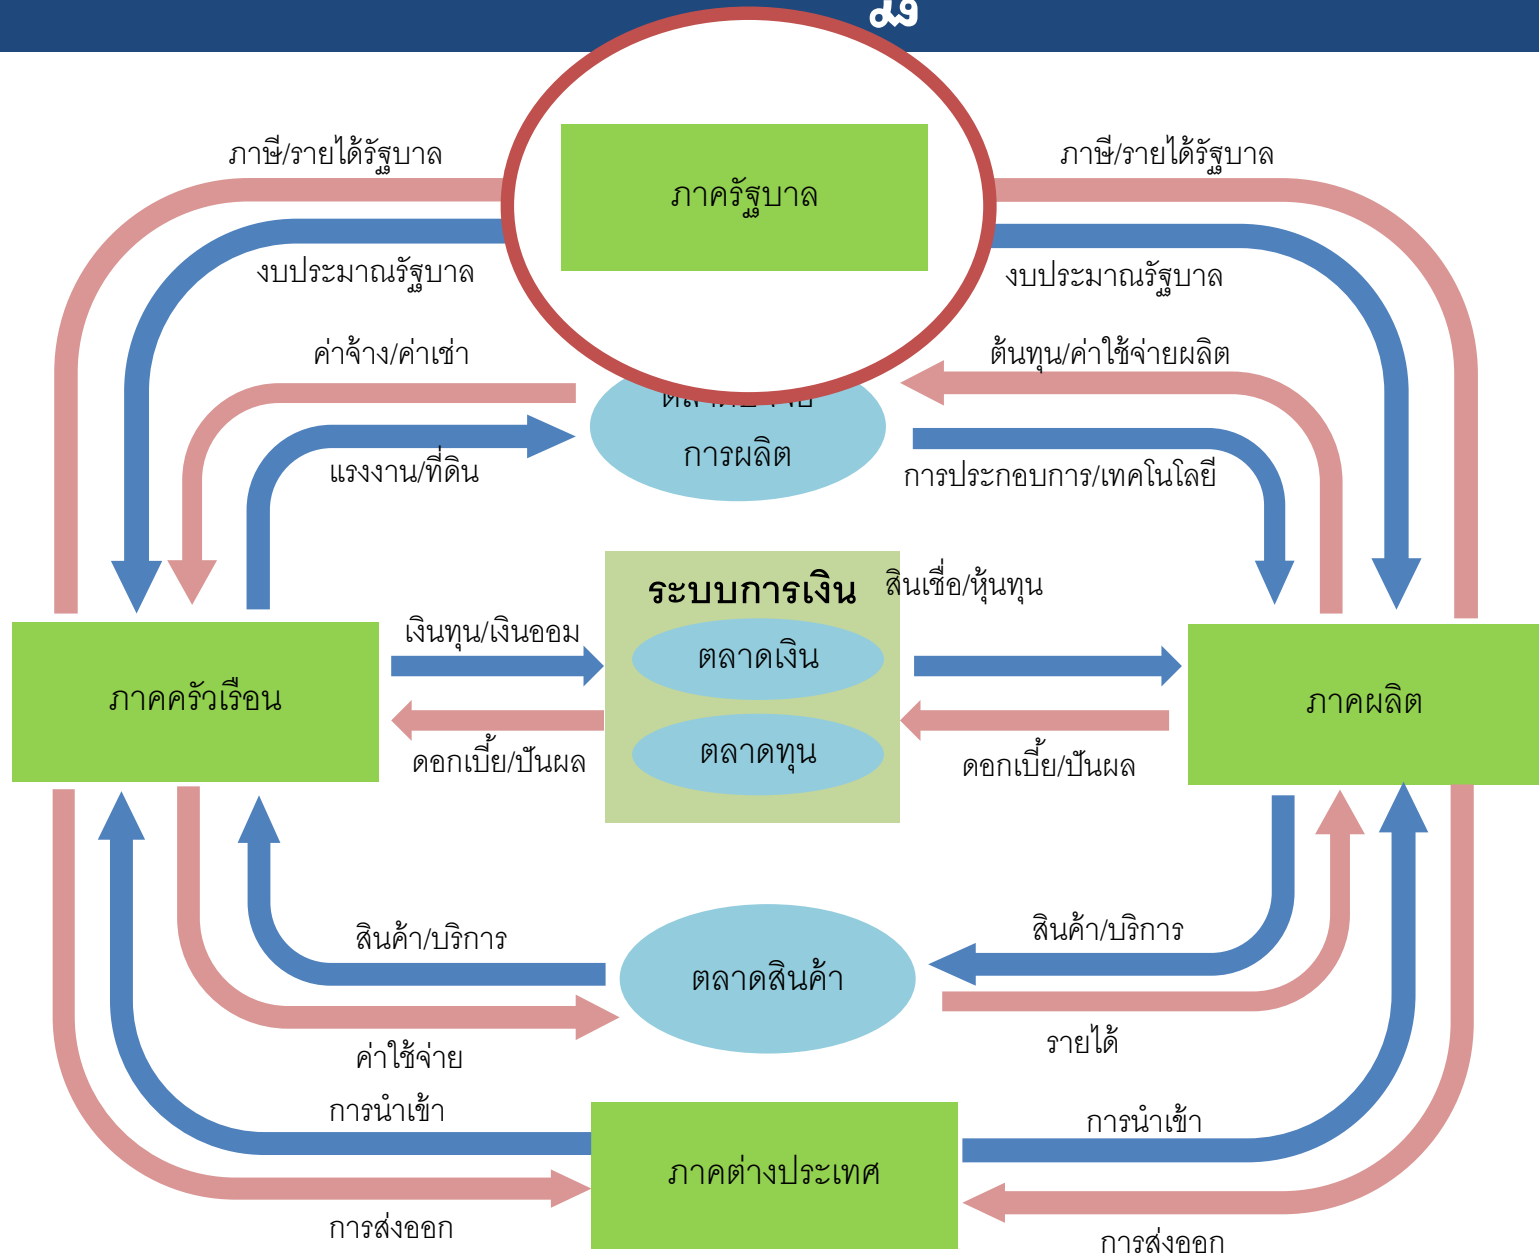 ภาครัฐบาล
ภาษี/รายได้รัฐบาล
ภาษี/รายได้รัฐบาล
งบประมาณรัฐบาล
งบประมาณรัฐบาล
ค่าจ้าง/ค่าเช่า
ต้นทุน/ค่าใช้จ่ายผลิต
การผลิต
แรงงาน/ที่ดิน
การประกอบการ/เทคโนโลยี
ระบบการเงิน
สินเชื่อ/หุ้นทุน
เงินทุน/เงินออม
ตลาดเงิน
ภาคครัวเรือน
ภาคผลิต
ตลาดทุน
ดอกเบี้ย/ปันผล
ดอกเบี้ย/ปันผล
สินค้า/บริการ
สินค้า/บริการ
ตลาดสินค้า
ค่าใช้จ่าย
รายได้
การนำเข้า
การนำเข้า
ภาคต่างประเทศ
การส่งออก
การส่งออก